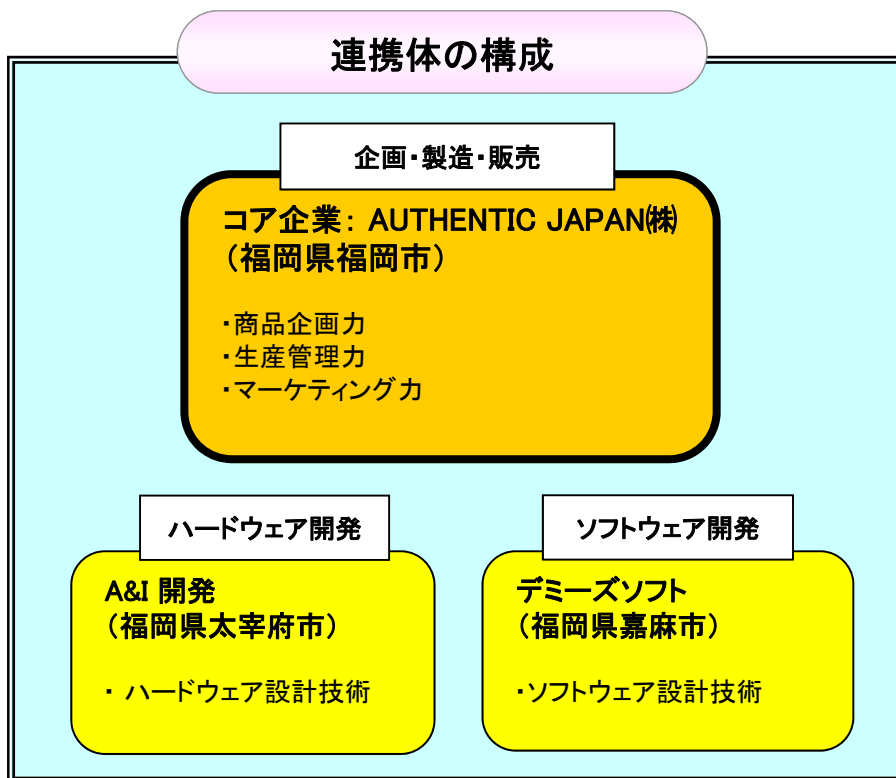 連携体の構成
企画・製造・販売
コア企業： AUTHENTIC JAPAN㈱
（福岡県福岡市）
・商品企画力
・生産管理力
・マーケティング力
ハードウェア開発
A&I 開発
（福岡県太宰府市）
・ ハードウェア設計技術
ソフトウェア開発
デミーズソフト
（福岡県嘉麻市）
・ソフトウェア設計技術